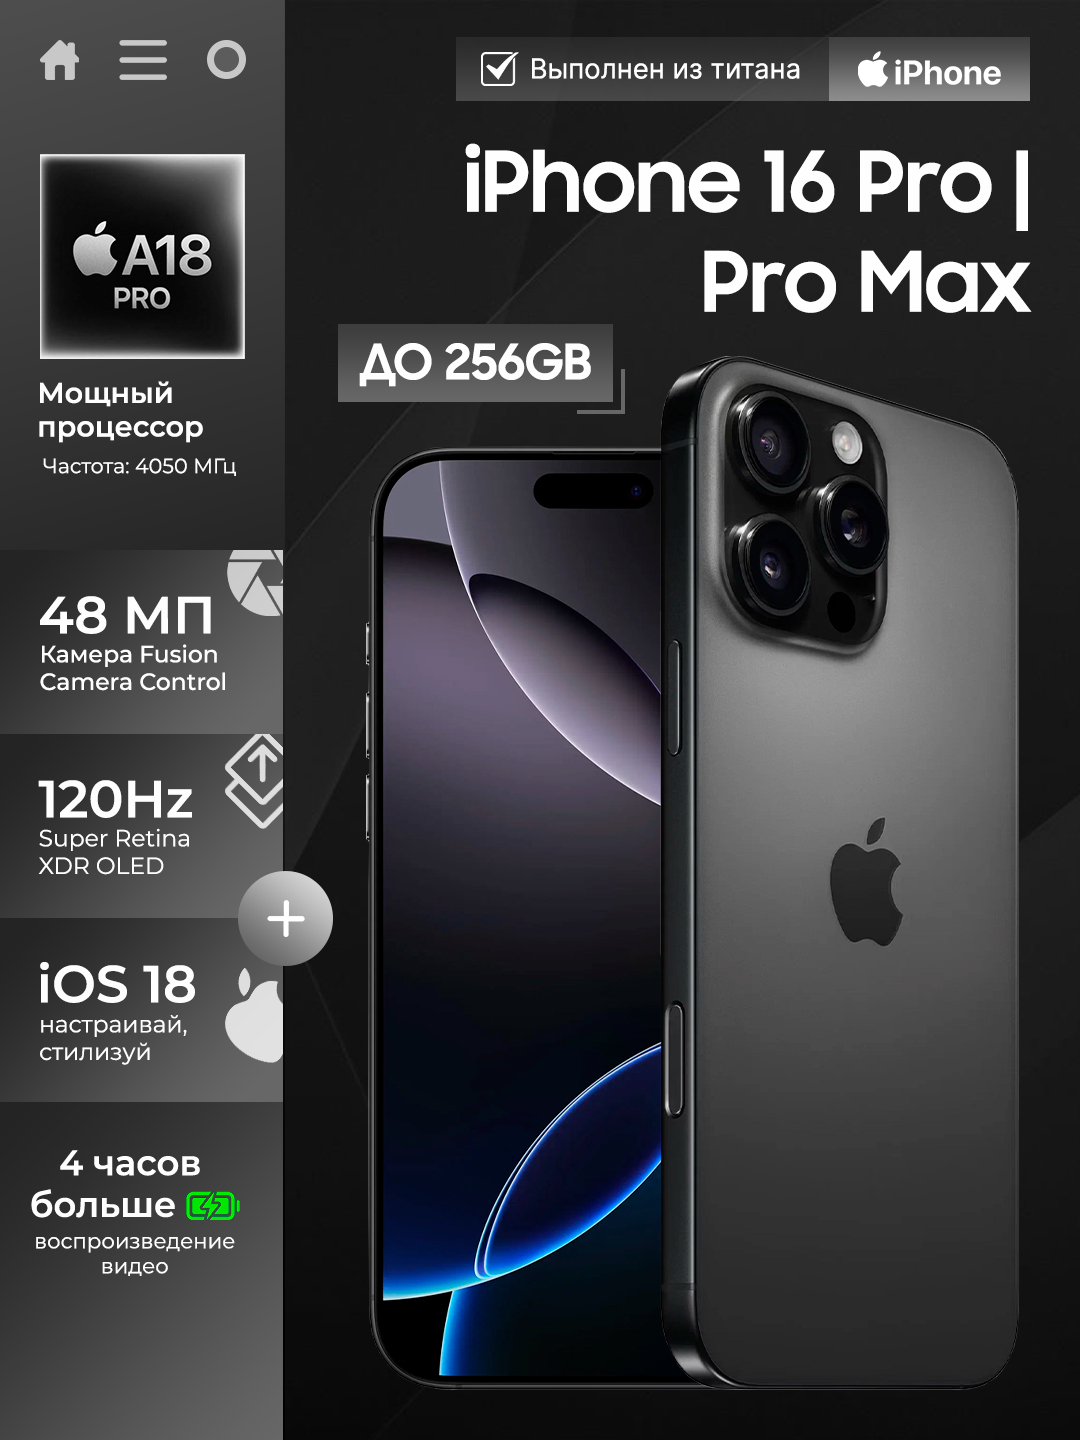 Выполнен из титана
iPhone
iPhone 16 Pro |
Pro Max
ДО 256GB
A18
PRO
Мощный
процессор
Частота: 4050 МГц
48 МП
Камера Fusion
Camera Control
120Hz
Super Retina
XDR OLED
iOS 18
настраивай,
стилизуй
4 часов
больше
воспроизведение
видео